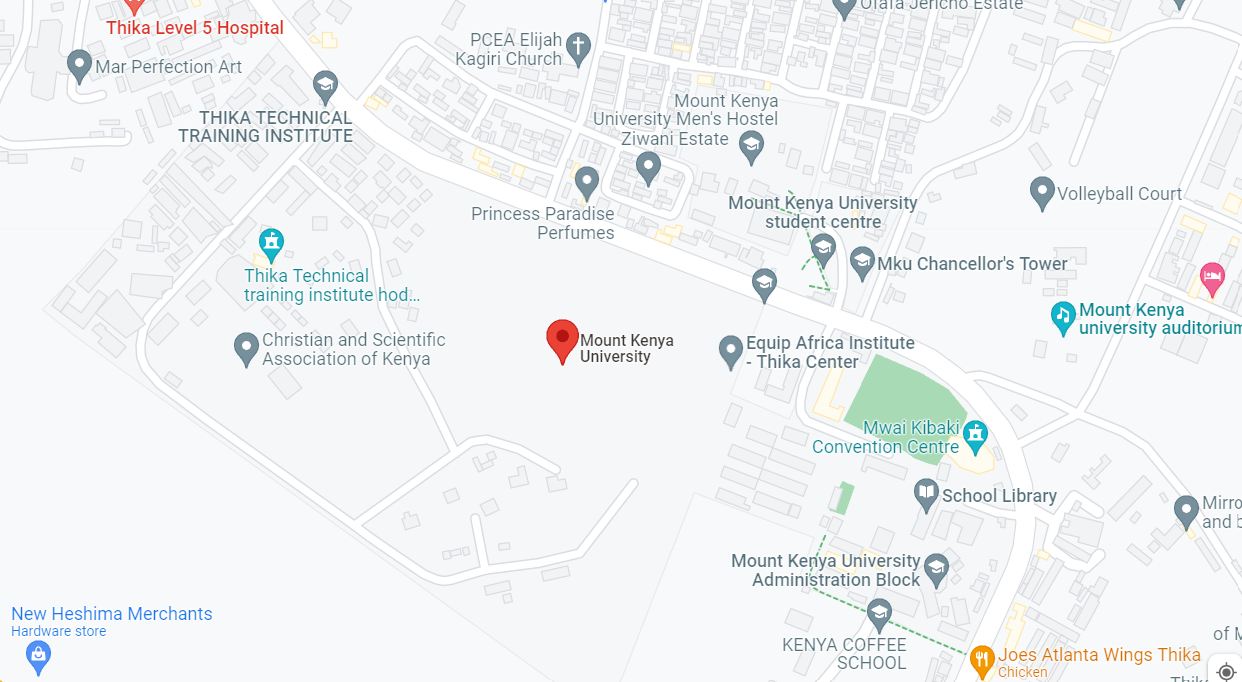 Olafa Jericho Estate
Thika Level 5 Hospital
PCEA Elijah
Kagiri Church
Mar Perfection Art
THIKA TECHNICAL
TRAINING INSTITUTE
Mount Kenya
University Men's Hostel
Ziwani Estate
Volleyball Court
Mount Kenya University
student centre
Princess Paradise
Perfumes
Mku Chancellor's Tower
Thika Technical
training institute hod...
Mount Kenya
university auditorium
Christian and Scientific
Association of Kenya
Mount Kenya
University
Equip Africa Institute
- Thika Center
Mwai Kibaki
Convention Centre
School Library
Mirro
and b
Mount Kenya University
Administration Block
New Heshima Merchants
Hardware store
KENYA COFFEE
SCHOOL
of M
Joes Atlanta Wings Thika
Chicken